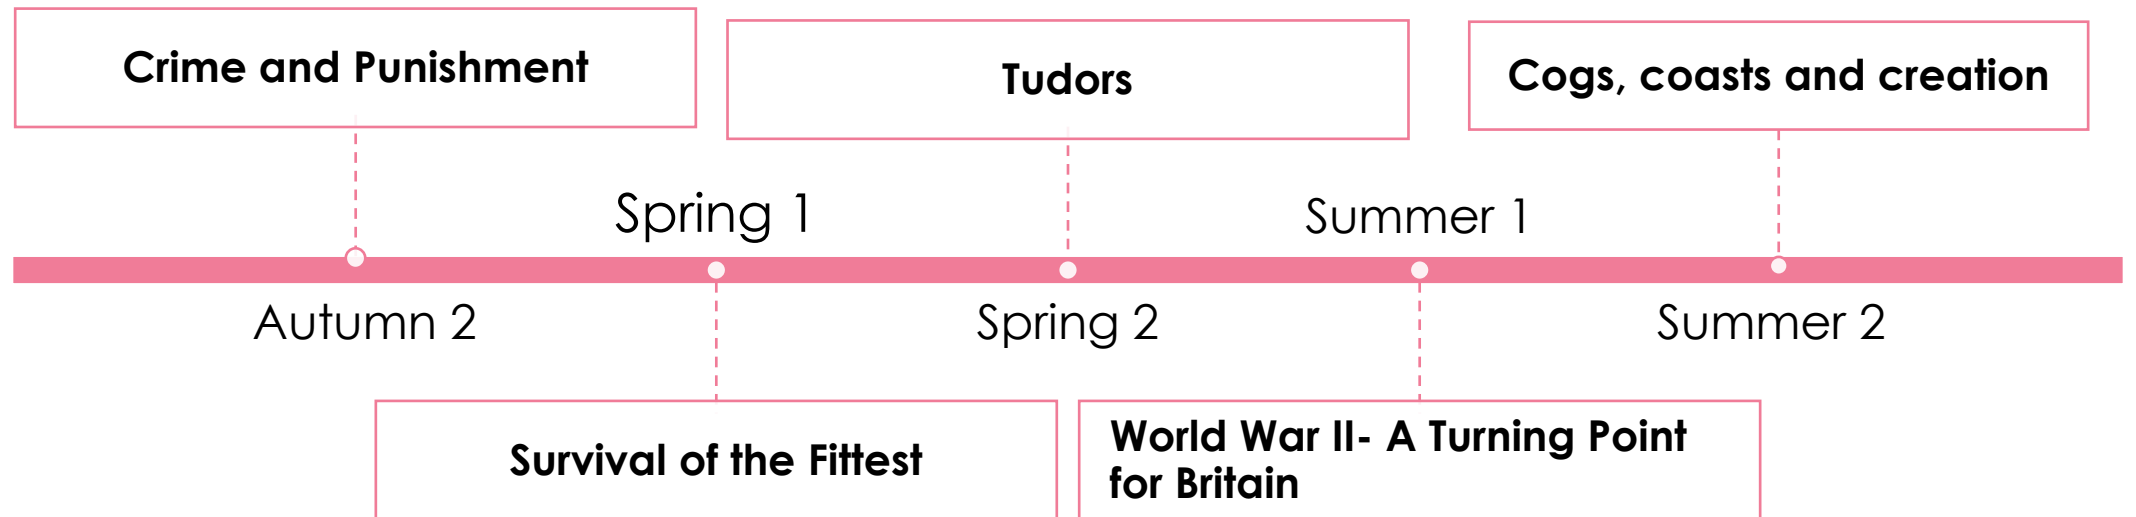 Crime and Punishment
Tudors
Cogs, coasts and creation
Spring 1
Summer 1
Autumn 2
Spring 2
Summer 2
Survival of the Fittest
World War II- A Turning Point
for Britain